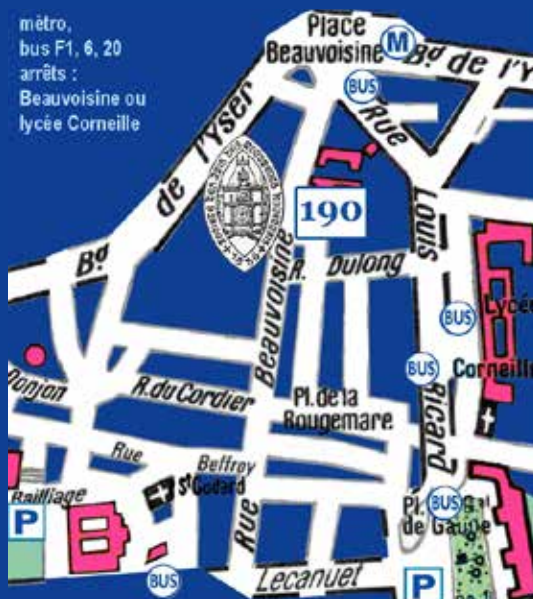 métro,
bus F1, 6, 20
arrêts :
Beauvoisine ou
lycée Corneille
Place
Beauvoisine
M
Bd de l'Y
BUS
Rue
Bd de l'Yser
190
Louis
Beauvoisine
R. Dulong
BUS
Lycée
BUS
Corneille
Ricard
Donjon
R. du Cordier
Pl. de la
Rougemare
Rue
Beffroy
St Godard
Bailliage
Rue
BUS
Pl. Gal
de Gaulle
P
BUS
Lecanuet
P